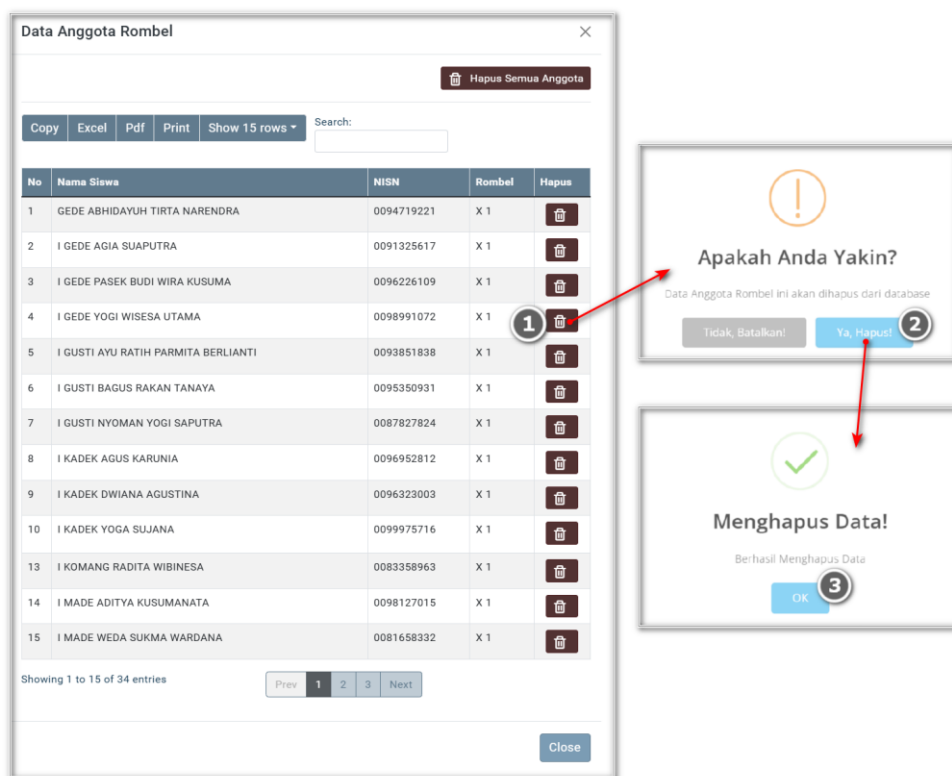 Data Anggota Rombel
Hapus Semua Anggota
Copy Excel Pdf Print Show 15 rows
Search:
No Nama Siswa NISN Rombel Hapus
1 GEDE ABHIDAYUH TIRTA NARENDRA 0094719221 X 1
2 I GEDE AGIA SUAPUTRA 0091325617 X 1
3 I GEDE PASEK BUDI WIRA KUSUMA 0096226109 X 1
4 I GEDE YOGI WISESA UTAMA 0098991072 X 1
5 I GUSTI AYU RATIH PARMITA BERLIANTI 0093851838 X 1
6 I GUSTI BAGUS RAKAN TANAYA 0095350931 X 1
7 I GUSTI NYOMAN YOGI SAPUTRA 0087827824 X 1
8 I KADEK AGUS KARUNIA 0096952812 X 1
9 I KADEK DWIANA AGUSTINA 0096323003 X 1
10 I KADEK YOGA SUJANA 0099975716 X 1
13 I KOMANG RADITA WIBINESA 0083358963 X 1
14 I MADE ADITYA KUSUMANATA 0098127015 X 1
15 I MADE WEDA SUKMA WARDANA 0081658332 X 1
Showing 1 to 15 of 34 entries
Prev 1 2 3 Next
Close
1
Apakah Anda Yakin?
Data Anggota Rombel ini akan dihapus dari database
Tidak, Batalkan! Ya, Hapus! 2
Menghapus Data!
Berhasil Menghapus Data
OK 3